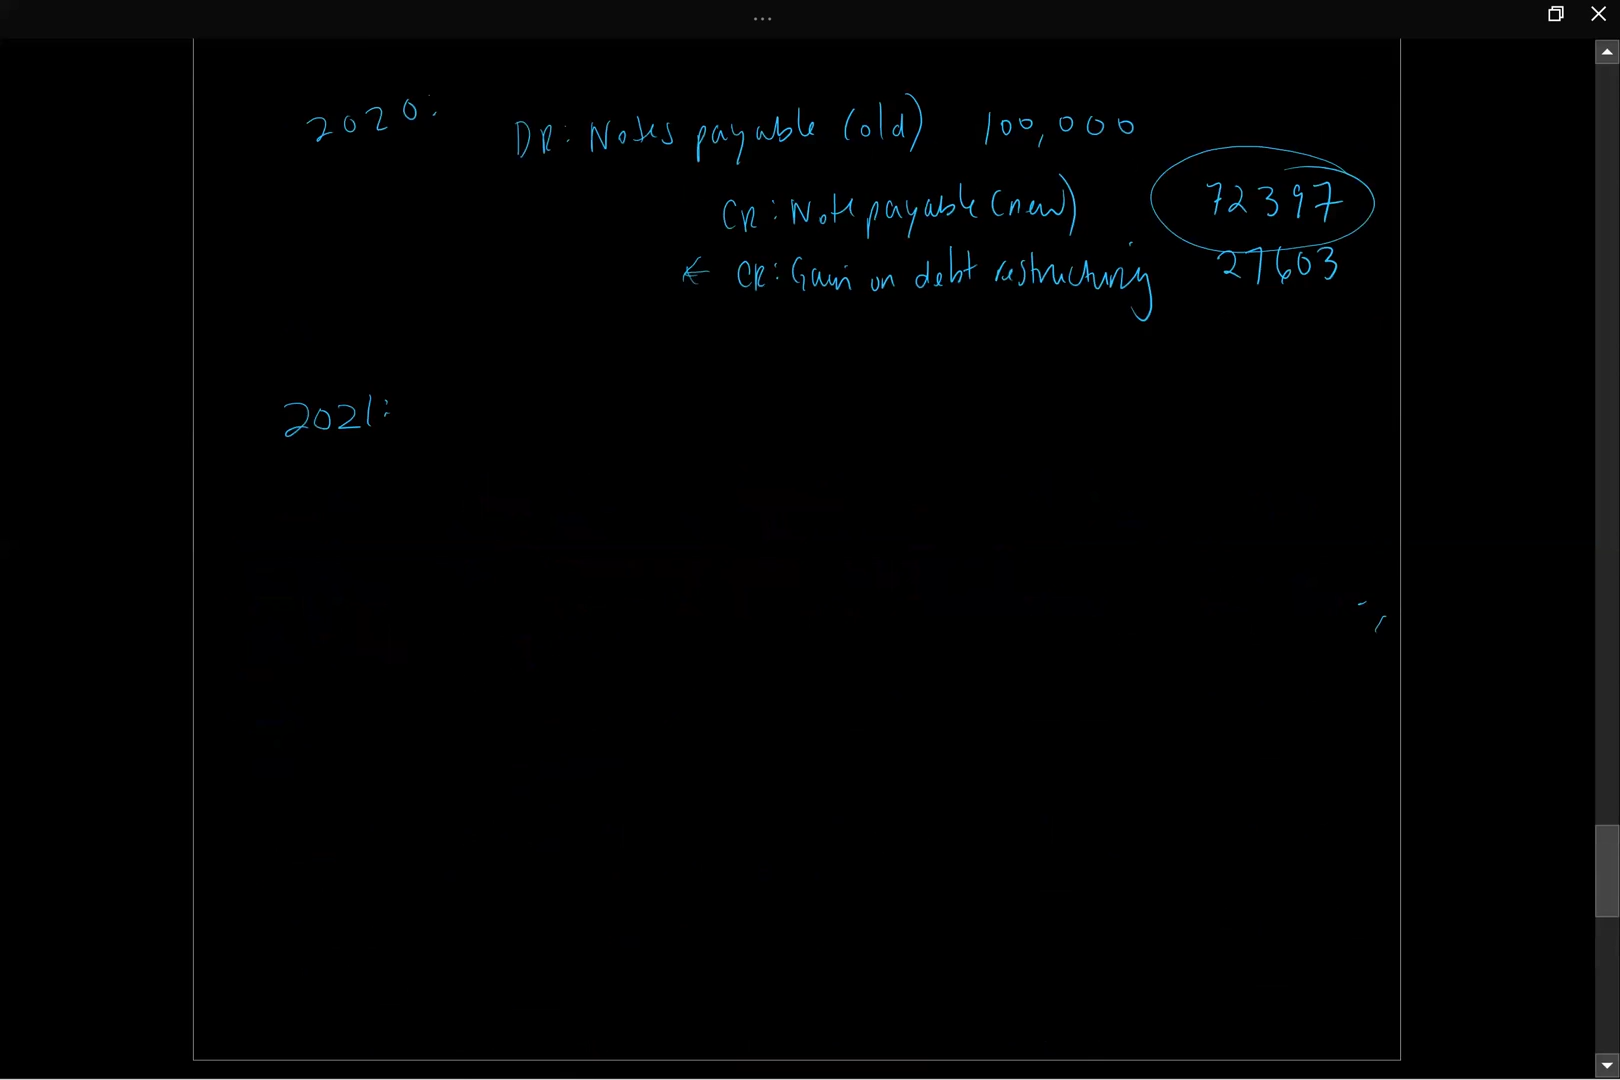 2020:
DR: Notes payable (old) 100,000
CR: Note payable (new) 72397
← CR: Gain on debt restructuring 27603
2021: